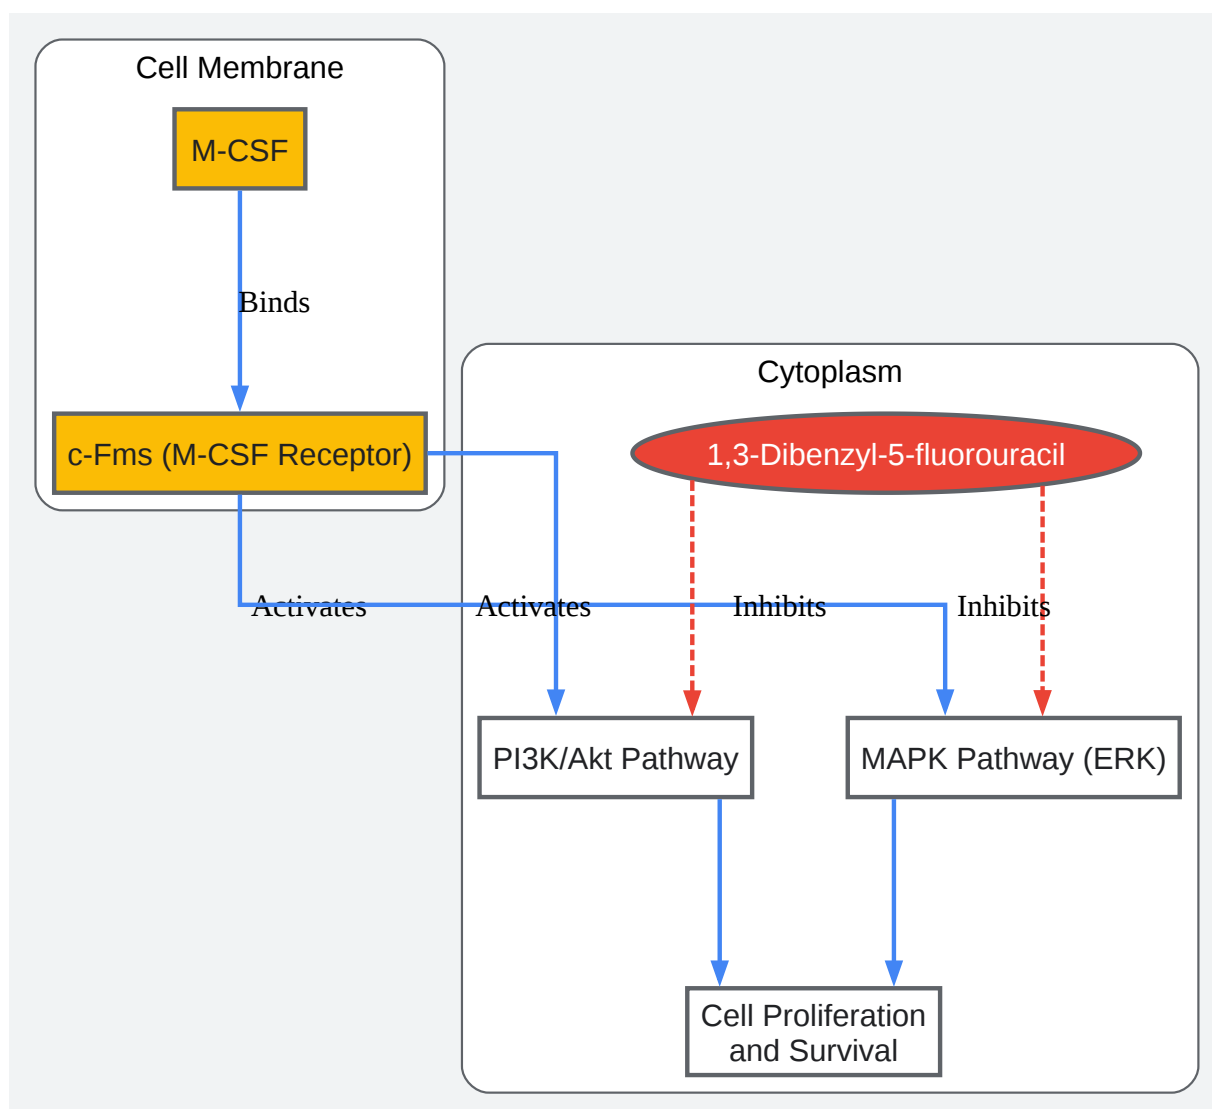 Cell Membrane
M-CSF
Binds
Cytoplasm
c-Fms (M-CSF Receptor)
1,3-Dibenzyl-5-fluorouracil
Activates
Activates
Inhibits
Inhibits
PI3K/Akt Pathway
MAPK Pathway (ERK)
Cell Proliferation
and Survival